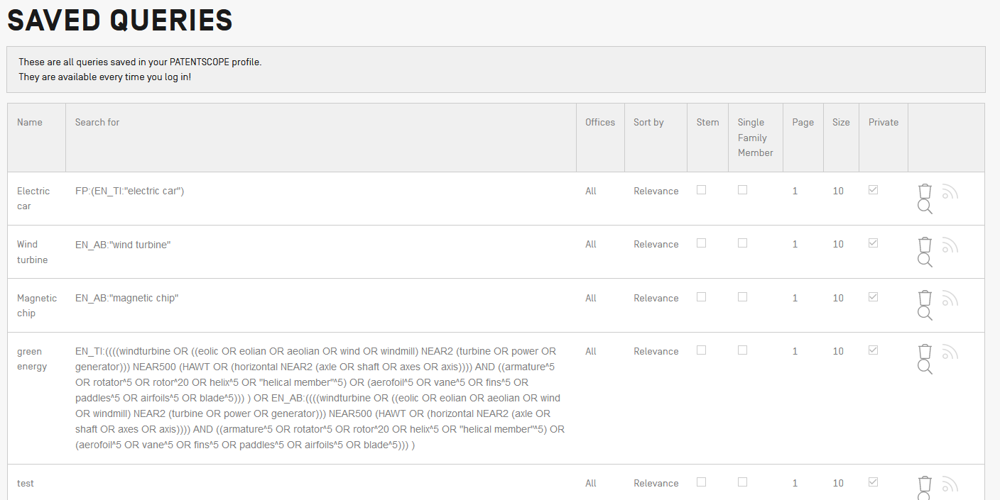 SAVED QUERIES
These are all queries saved in your PATENTSCOPE profile.
They are available every time you log in!
Name Search for Offices Sort by Stem Single Page Size Private
Family
Member
Electric FP:(EN_TI:"electric car") All Relevance 1 10
car
Wind EN_AB:"wind turbine" All Relevance 1 10
turbine
Magnetic EN_AB:"magnetic chip" All Relevance 1 10
chip
green EN_TI:((((windturbine OR ((eolic OR eolian OR aeolian OR wind OR windmill) NEAR2 (turbine OR power OR All Relevance 1 10
energy generator))) NEAR500 (HAWT OR (horizontal NEAR2 (axle OR shaft OR axes OR axis)))) AND ((armature^5
OR rotator^5 OR rotor^20 OR helix^5 OR "helical member"^5) OR (aerofoil^5 OR vane^5 OR fins^5 OR
paddles^5 OR airfoils^5 OR blade^5))) ) OR EN_AB:((((windturbine OR ((eolic OR eolian OR aeolian OR wind
OR windmill) NEAR2 (turbine OR power OR generator))) NEAR500 (HAWT OR (horizontal NEAR2 (axle OR
shaft OR axes OR axis)))) AND ((armature^5 OR rotator^5 OR rotor^20 OR helix^5 OR "helical member"^5) OR
(aerofoil^5 OR vane^5 OR fins^5 OR paddles^5 OR airfoils^5 OR blade^5))) )
test All Relevance 1 10